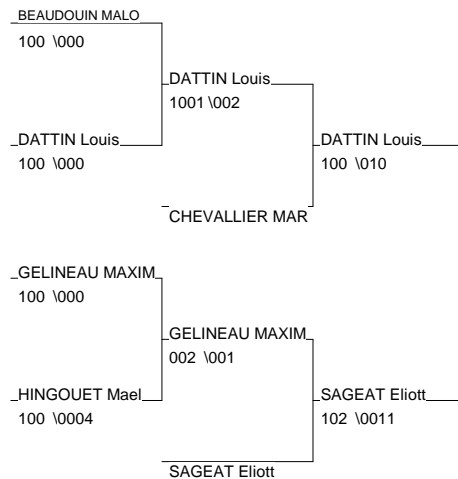 BEAUDOUIN MALO
100 \000
DATTIN Louis
1001 \002
DATTIN Louis
100 \000
DATTIN Louis
100 \010
CHEVALLIER MAR
GELINEAU MAXIM
100 \000
GELINEAU MAXIM
002 \001
HINGOUET Mael
100 \0004
SAGEAT Eliott
102 \0011
SAGEAT Eliott